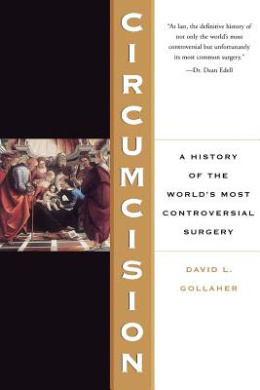 CIRCUMCISION
"At last, the definitive history of
not only the world's most
controversial but unfortunately
its most common surgery."
—Dr. Dean Edell
A HISTORY
OF THE
WORLD'S MOST
CONTROVERSIAL
SURGERY
DAVID L.
GOLLAHER